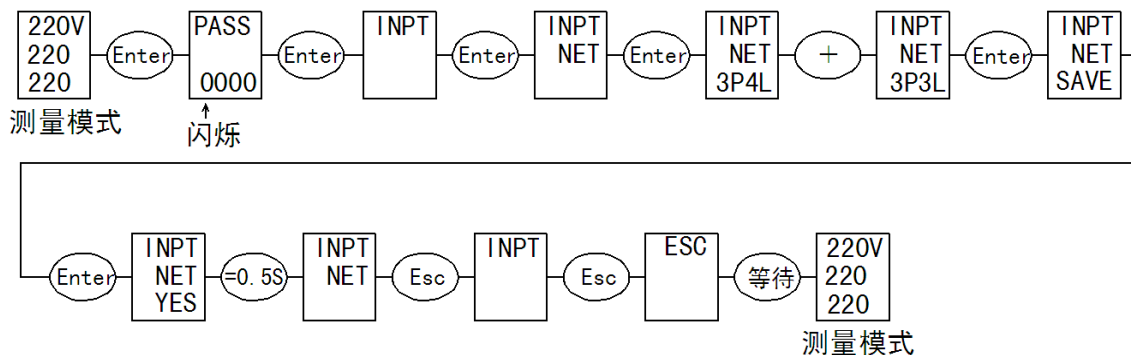 220V
220
220
Enter
PASS
0000
Enter
INPT
Enter
INPT
NET
Enter
INPT
NET
3P4L
+
INPT
NET
3P3L
Enter
INPT
NET
SAVE
测量模式
闪烁
Enter
INPT
NET
YES
=0.5S
INPT
NET
Esc
INPT
Esc
ESC
等待
220V
220
220
测量模式